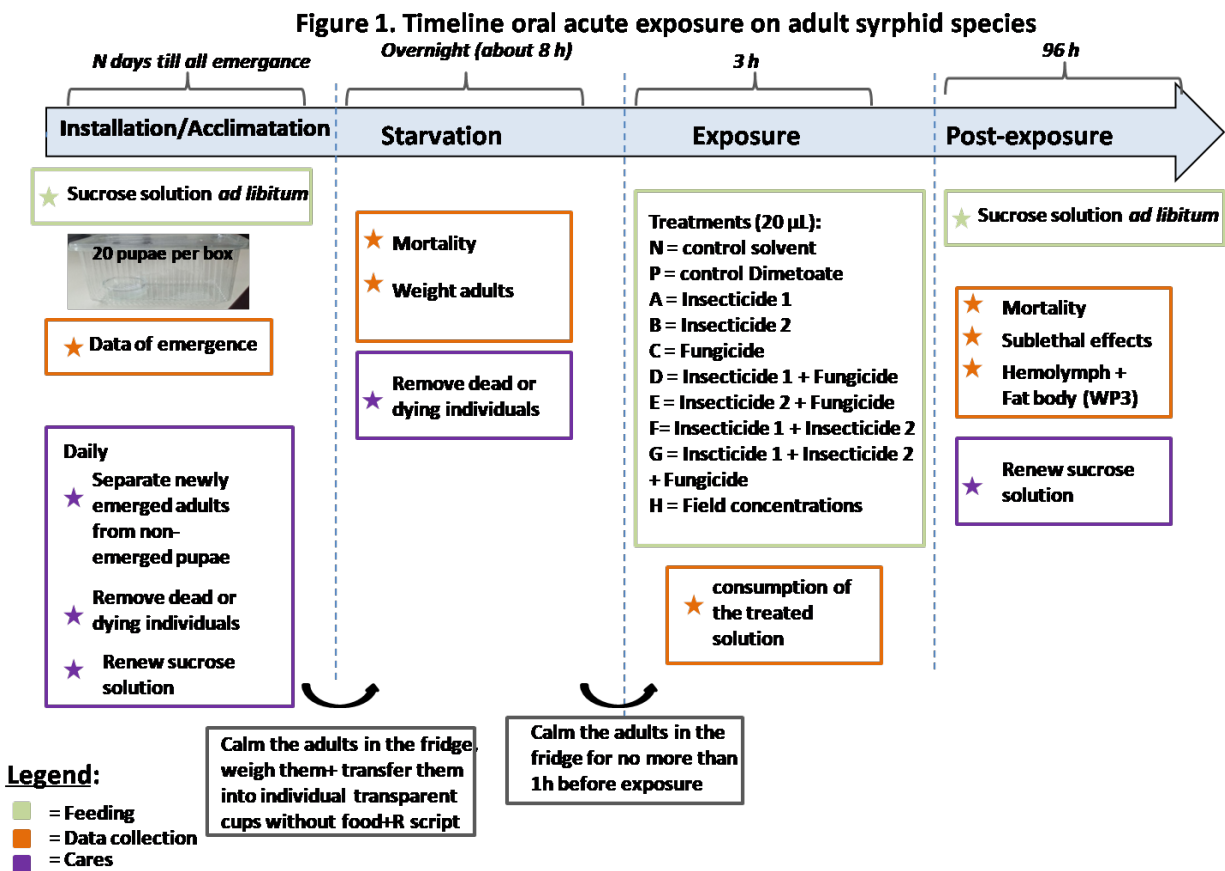 Figure 1. Timeline oral acute exposure on adult syrphid species
N days till all emergance
Overnight (about 8 h)
3 h
96 h
Installation/Acclimatation
Starvation
Exposure
Post-exposure
Sucrose solution ad libitum
20 pupae per box
Data of emergence
Daily
Separate newly
emerged adults
from non-
emerged pupae
Remove dead or
dying individuals
Renew sucrose
solution
Mortality
Weight adults
Remove dead or
dying individuals
Treatments (20 µL):
N = control solvent
P = control Dimetoate
A = Insecticide 1
B = Insecticide 2
C = Fungicide
D = Insecticide 1 + Fungicide
E = Insecticide 2 + Fungicide
F= Insecticide 1 + Insecticide 2
G = Inscticide 1 + Insecticide 2
+ Fungicide
H = Field concentrations
consumption of
the treated
solution
Sucrose solution ad libitum
Mortality
Sublethal effects
Hemolymph +
Fat body (WP3)
Renew sucrose
solution
Calm the adults in the fridge,
weigh them+ transfer them
into individual transparent
cups without food+R script
Calm the adults in the
fridge for no more than
1h before exposure
Legend:
= Feeding
= Data collection
= Cares